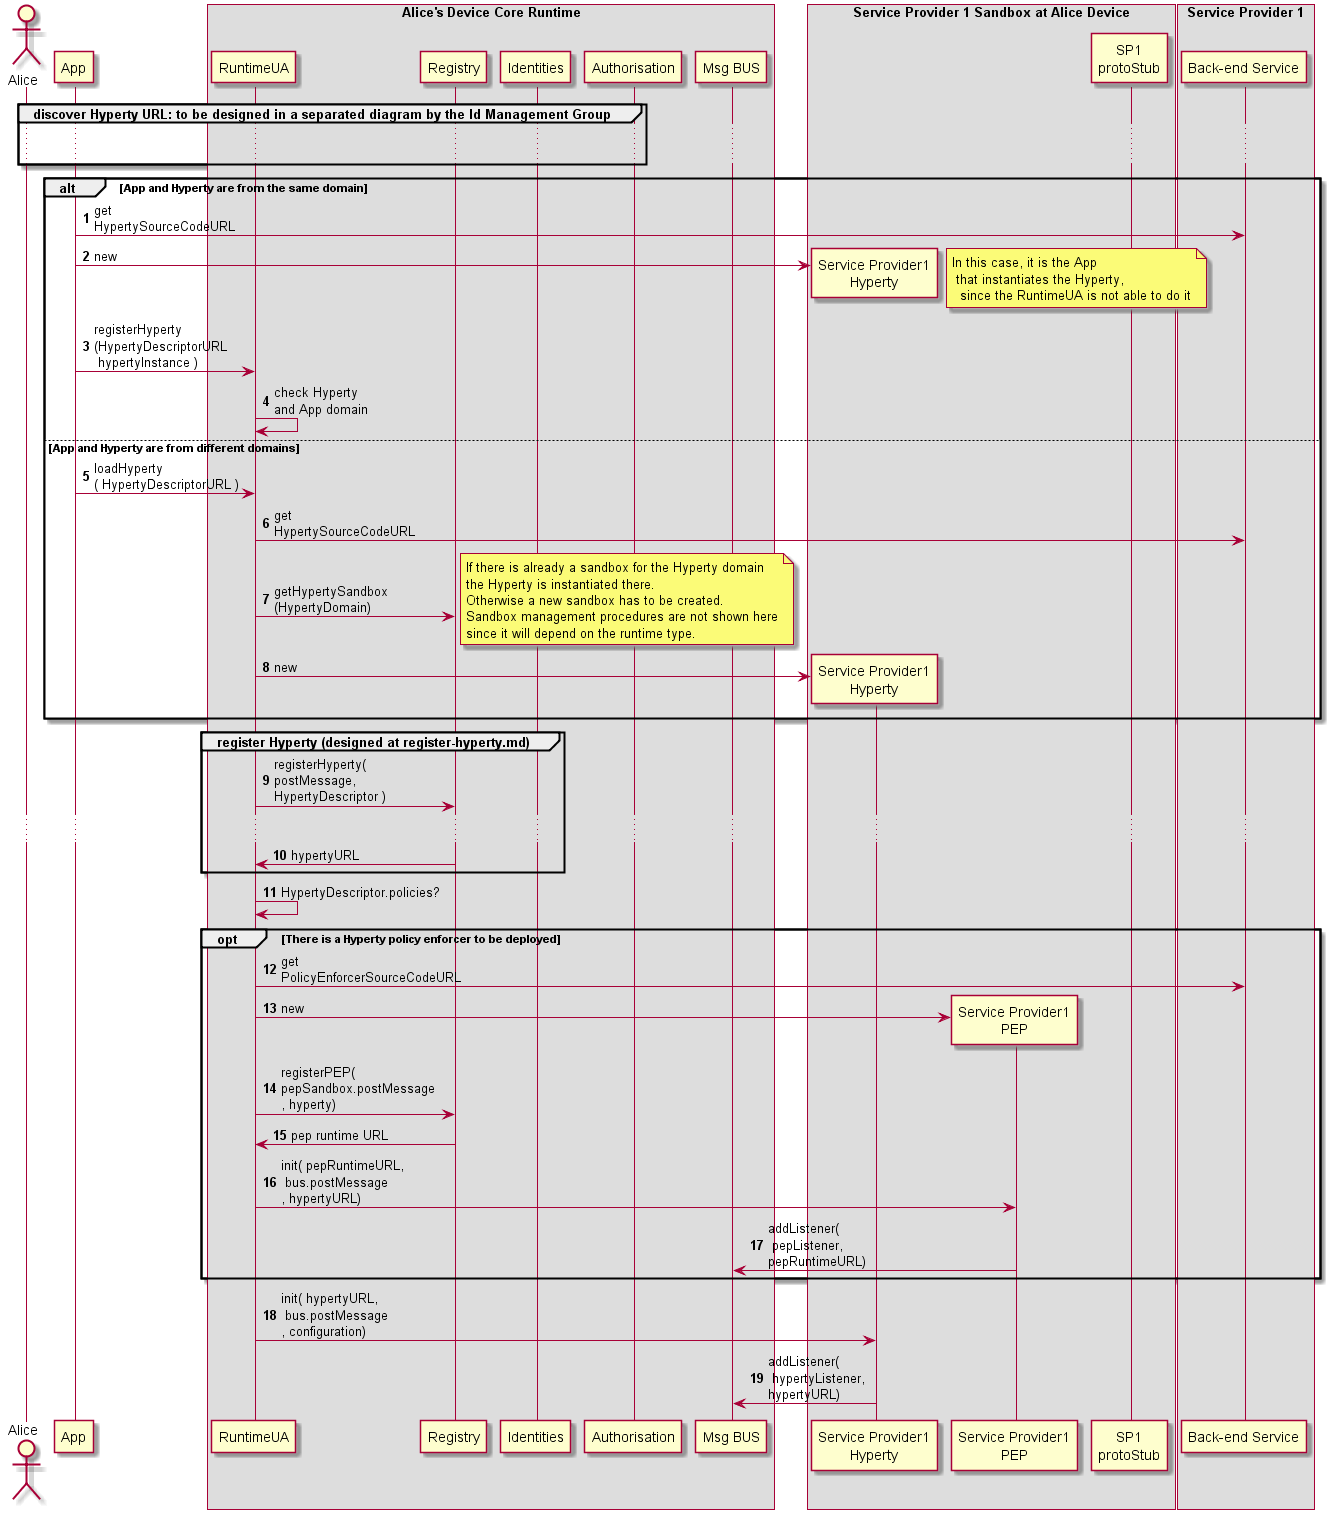 Alice's Device Core Runtime
Service Provider 1 Sandbox at Alice Device
Service Provider 1
Alice
App
RuntimeUA
Registry
Identities
Authorisation
Msg BUS
SP1
protoStub
Back-end Service
discover Hyperty URL: to be designed in a separated diagram by the Id Management Group
alt
[App and Hyperty are from the same domain]
1 get
HypertySourceCodeURL
2 new
Service Provider1
Hyperty
In this case, it is the App
that instantiates the Hyperty,
since the RuntimeUA is not able to do it
registerHyperty
3 (HypertyDescriptorURL
hypertyInstance )
4 check Hyperty
and App domain
[App and Hyperty are from different domains]
5 loadHyperty
( HypertyDescriptorURL )
6 get
HypertySourceCodeURL
If there is already a sandbox for the Hyperty domain
the Hyperty is instantiated there.
Otherwise a new sandbox has to be created.
Sandbox management procedures are not shown here
since it will depend on the runtime type.
7 getHypertySandbox
(HypertyDomain)
8 new
Service Provider1
Hyperty
register Hyperty (designed at register-hyperty.md)
registerHyperty(
9 postMessage,
HypertyDescriptor )
10 hypertyURL
11 HypertyDescriptor.policies?
opt
[There is a Hyperty policy enforcer to be deployed]
12 get
PolicyEnforcerSourceCodeURL
13 new
Service Provider1
PEP
registerPEP(
14 pepSandbox.postMessage
, hyperty)
15 pep runtime URL
init( pepRuntimeURL,
16 bus.postMessage
, hypertyURL)
addListener(
17 pepListener,
pepRuntimeURL)
init( hypertyURL,
18 bus.postMessage
, configuration)
addListener(
19 hypertyListener,
hypertyURL)
Alice
App
RuntimeUA
Registry
Identities
Authorisation
Msg BUS
Service Provider1
Hyperty
Service Provider1
PEP
SP1
protoStub
Back-end Service